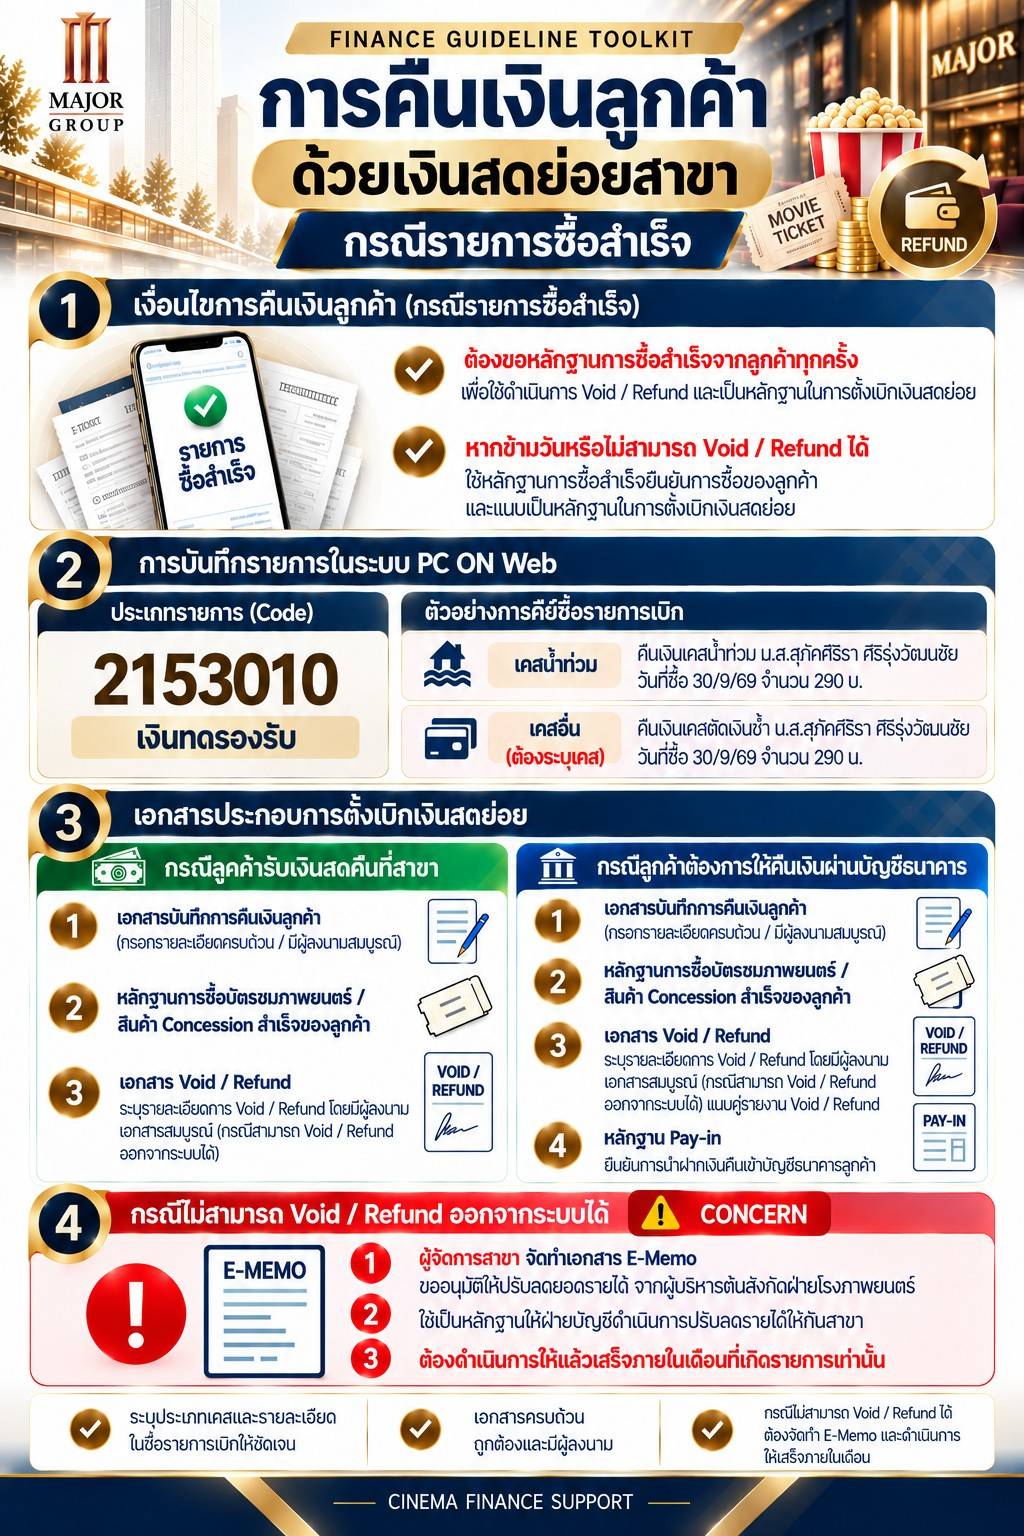 MAJOR
GROUP
FINANCE GUIDELINE TOOLKIT
การคืนเงินลูกค้า
ด้วยเงินสดย่อยสาขา
กรณีรายการซื้อสำเร็จ
MAJOR
MOVIE
TICKET
REFUND
1
เงื่อนไขการคืนเงินลูกค้า (กรณีรายการซื้อสำเร็จ)
รายการ
ซื้อสำเร็จ
ต้องขอหลักฐานการซื้อสำเร็จจากลูกค้าทุกครั้ง
เพื่อใช้ดำเนินการ Void / Refund และเป็นหลักฐานในการตั้งเบิกเงินสดย่อย
หากข้ามวันหรือไม่สามารถ Void / Refund ได้
ใช้หลักฐานการซื้อสำเร็จยืนยันการซื้อของลูกค้า
และแนบเป็นหลักฐานในการตั้งเบิกเงินสดย่อย
2
การบันทึกรายการในระบบ PC ON Web
ประเภทรายการ (Code)
2153010
เงินทดรองรับ
ตัวอย่างการคีย์ซื้อรายการเบิก
เคสน้ำท่วม
คืนเงินเคสน้ำท่วม น.ส.สุภัคศิริรา ศิริรุ่งวัฒนชัย
วันที่ซื้อ 30/9/69 จำนวน 290 บ.
เคสอื่น
(ต้องระบุเคส)
คืนเงินเคสตัดเงินซ้ำ น.ส.สุภัคศิริรา ศิริรุ่งวัฒนชัย
วันที่ซื้อ 30/9/69 จำนวน 290 บ.
3
เอกสารประกอบการตั้งเบิกเงินสดย่อย
กรณีลูกค้ารับเงินสดคืนที่สาขา
1
เอกสารบันทึกการคืนเงินลูกค้า
(กรอกรายละเอียดครบถ้วน / มีผู้ลงนามสมบูรณ์)
2
หลักฐานการซื้อบัตรชมภาพยนตร์ /
สินค้า Concession สำเร็จของลูกค้า
3
เอกสาร Void / Refund
ระบุรายละเอียดการ Void / Refund โดยมีผู้ลงนาม
เอกสารสมบูรณ์ (กรณีสามารถ Void / Refund
ออกจากระบบได้)
VOID /
REFUND
กรณีลูกค้าต้องการให้คืนเงินผ่านบัญชีธนาคาร
1
เอกสารบันทึกการคืนเงินลูกค้า
(กรอกรายละเอียดครบถ้วน / มีผู้ลงนามสมบูรณ์)
2
หลักฐานการซื้อบัตรชมภาพยนตร์ /
สินค้า Concession สำเร็จของลูกค้า
3
เอกสาร Void / Refund
ระบุรายละเอียดการ Void / Refund โดยมีผู้ลงนาม
เอกสารสมบูรณ์ (กรณีสามารถ Void / Refund
ออกจากระบบได้) แนบคู่รายงาน Void / Refund
VOID /
REFUND
4
หลักฐาน Pay-in
ยืนยันการนำฝากเงินคืนเข้าบัญชีธนาคารลูกค้า
PAY-IN
4
กรณีไม่สามารถ Void / Refund ออกจากระบบได้
CONCERN
E-MEMO
1
ผู้จัดการสาขา จัดทำเอกสาร E-Memo
ขออนุมัติให้ปรับลดยอดรายได้ จากผู้บริหารต้นสังกัดฝ่ายโรงภาพยนตร์
2
ใช้เป็นหลักฐานให้ฝ่ายบัญชีดำเนินการปรับลดรายได้ให้กับสาขา
3
ต้องดำเนินการให้แล้วเสร็จภายในเดือนที่เกิดรายการเท่านั้น
ระบุประเภทเคสและรายละเอียด
ในชื่อรายการเบิกให้ชัดเจน
เอกสารครบถ้วน
ถูกต้องและมีผู้ลงนาม
กรณีไม่สามารถ Void / Refund ได้
ต้องจัดทำ E-Memo และดำเนินการ
ให้เสร็จภายในเดือน
CINEMA FINANCE SUPPORT